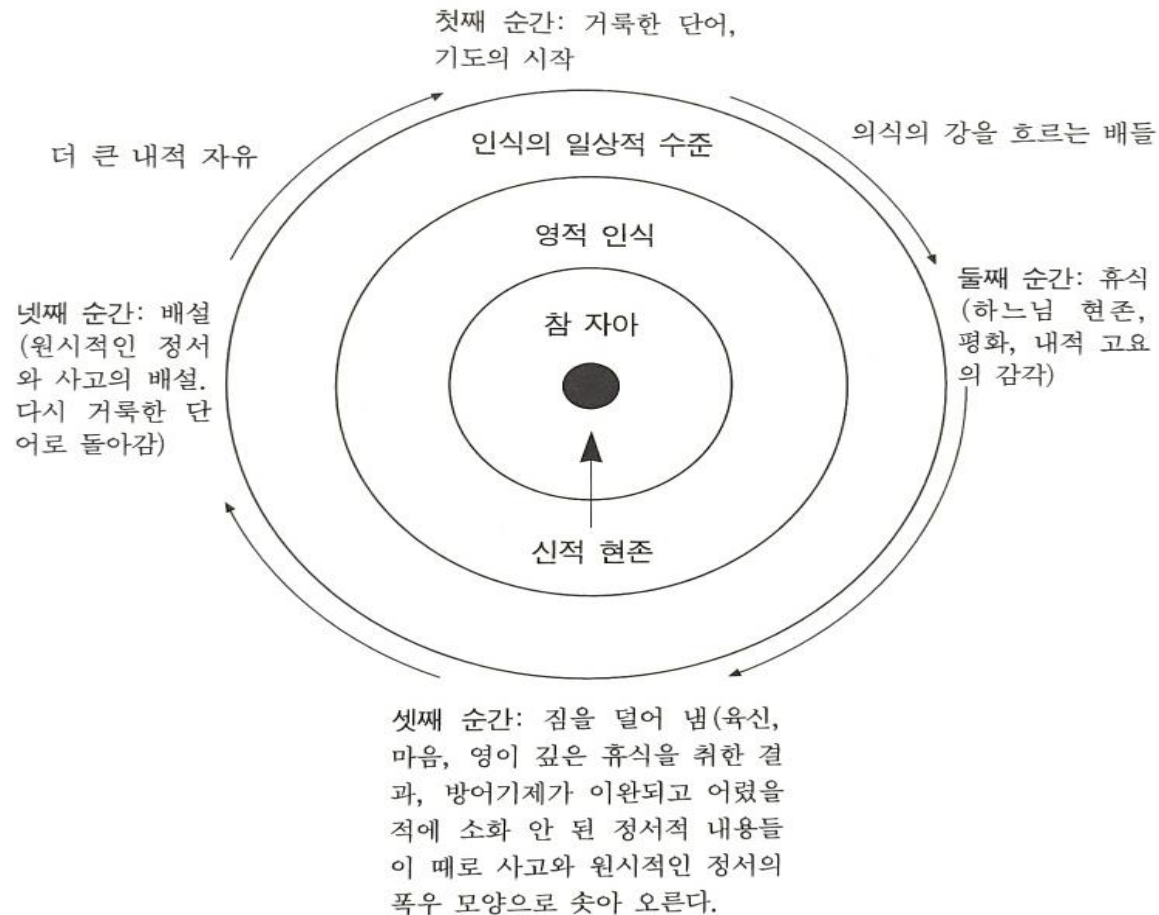 첫째 순간: 거룩한 단어,
기도의 시작
더 큰 내적 자유
인식의 일상적 수준
의식의 강을 흐르는 배들
영적 인식
둘째 순간: 휴식
(하느님 현존,
평화, 내적 고요
의 감각)
넷째 순간: 배설
(원시적인 정서
와 사고의 배설.
다시 거룩한 단
어로 돌아감)
참 자아
신적 현존
셋째 순간: 짐을 덜어 냄(육신,
마음, 영이 깊은 휴식을 취한 결
과, 방어기제가 이완되고 어렸을
적에 소화 안 된 정서적 내용들
이 때로 사고와 원시적인 정서의
폭우 모양으로 솟아 오른다.